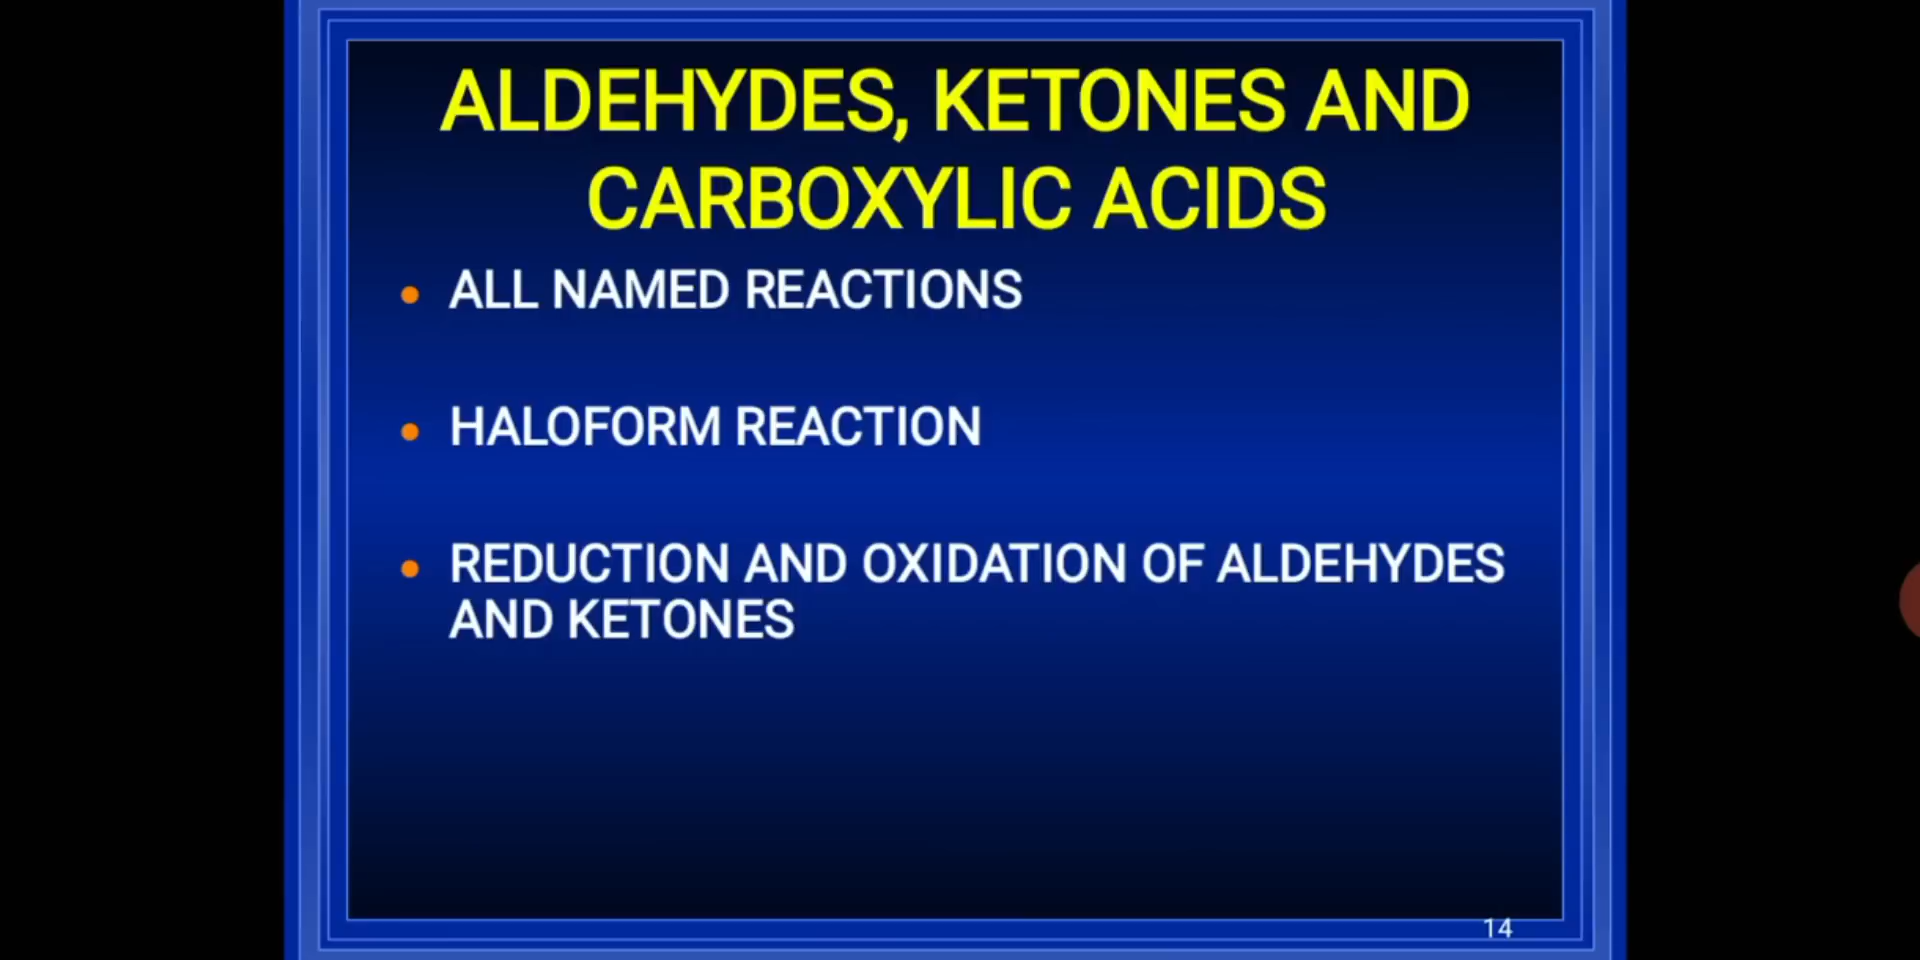 ALDEHYDES, KETONES AND
CARBOXYLIC ACIDS
• ALL NAMED REACTIONS
• HALOFORM REACTION
• REDUCTION AND OXIDATION OF ALDEHYDES
AND KETONES
14